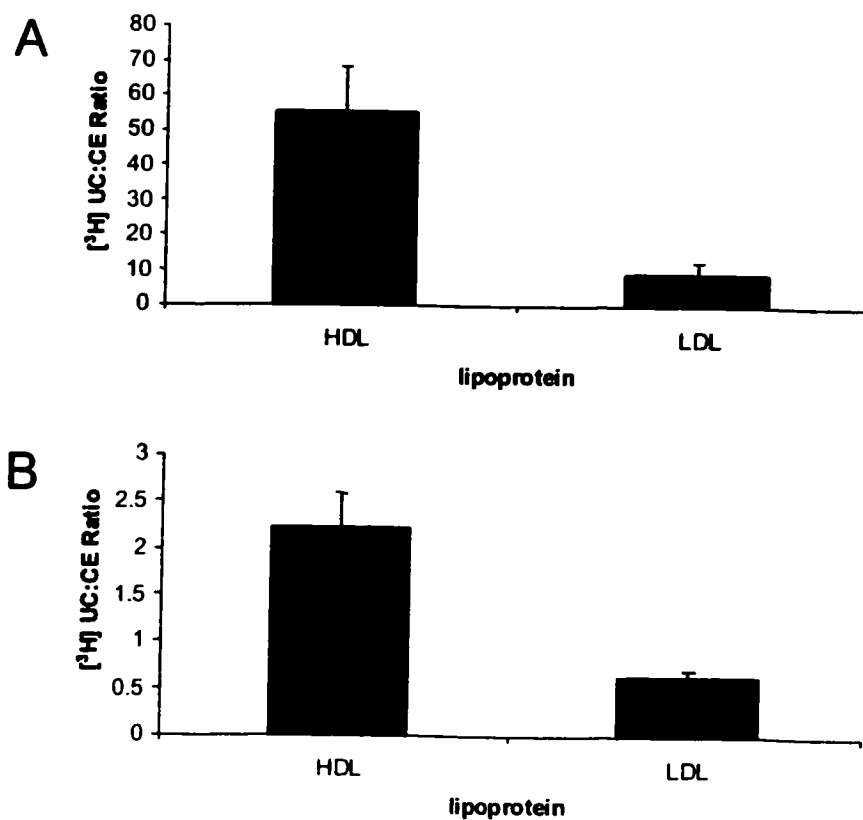 A
80
70
60
50
40
30
20
10
0
[³H] UC:CE Ratio
HDL
LDL
lipoprotein
B
3
2.5
2
1.5
1
0.5
0
[³H] UC:CE Ratio
HDL
LDL
lipoprotein